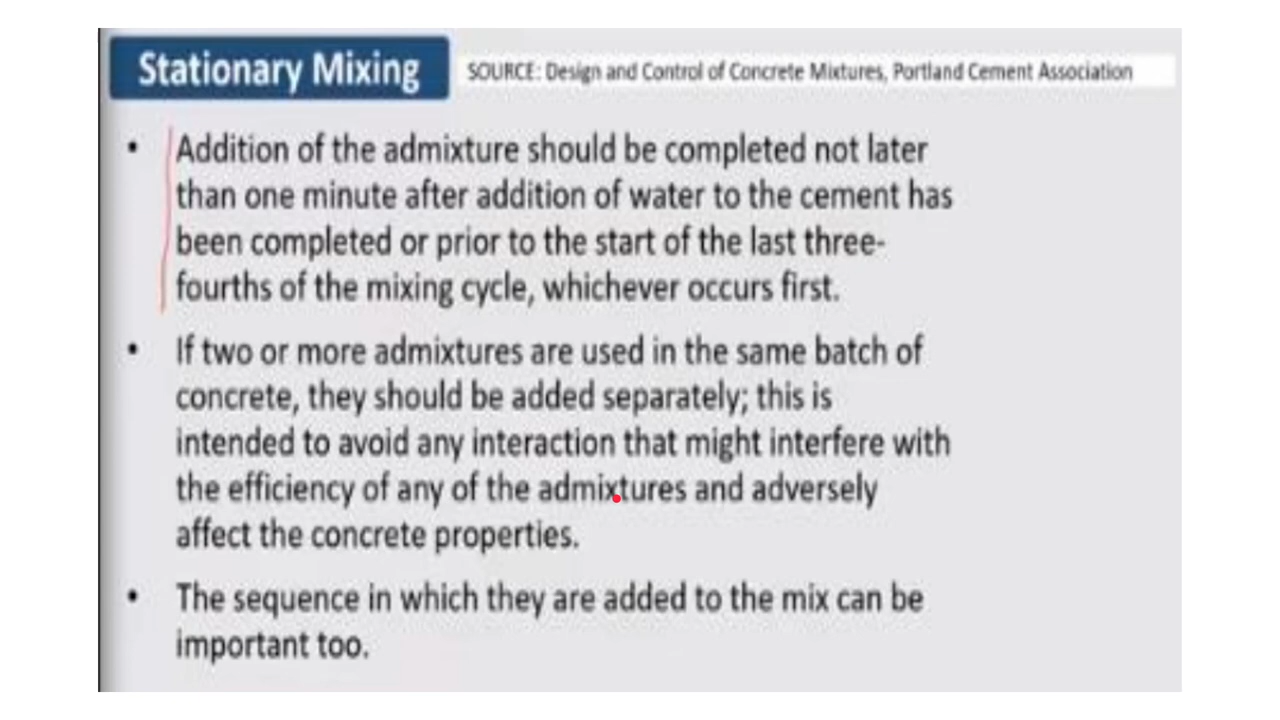 Stationary Mixing
SOURCE: Design and Control of Concrete Mixtures, Portland Cement Association
• Addition of the admixture should be completed not later
than one minute after addition of water to the cement has
been completed or prior to the start of the last three-
fourths of the mixing cycle, whichever occurs first.
• If two or more admixtures are used in the same batch of
concrete, they should be added separately; this is
intended to avoid any interaction that might interfere with
the efficiency of any of the admixtures and adversely
affect the concrete properties.
• The sequence in which they are added to the mix can be
important too.